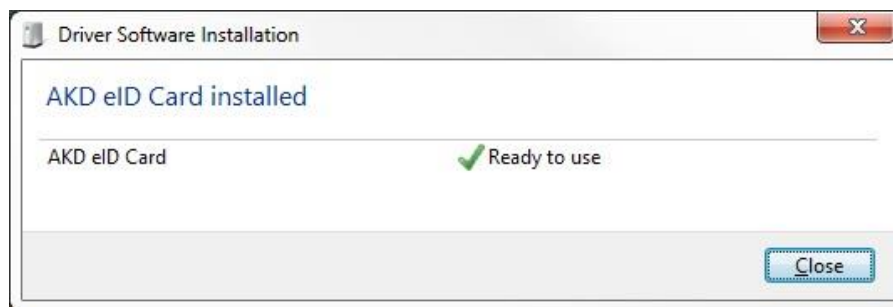 Driver Software Installation
AKD eID Card installed
AKD eID Card Ready to use
Close